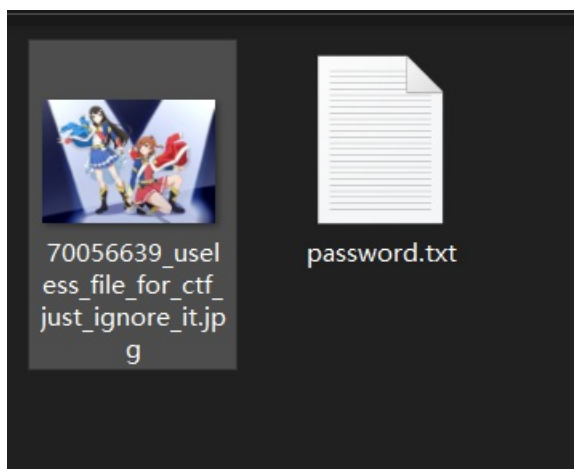 70056639_usel
ess_file_for_ctf_
just_ignore_it.jp
g
password.txt